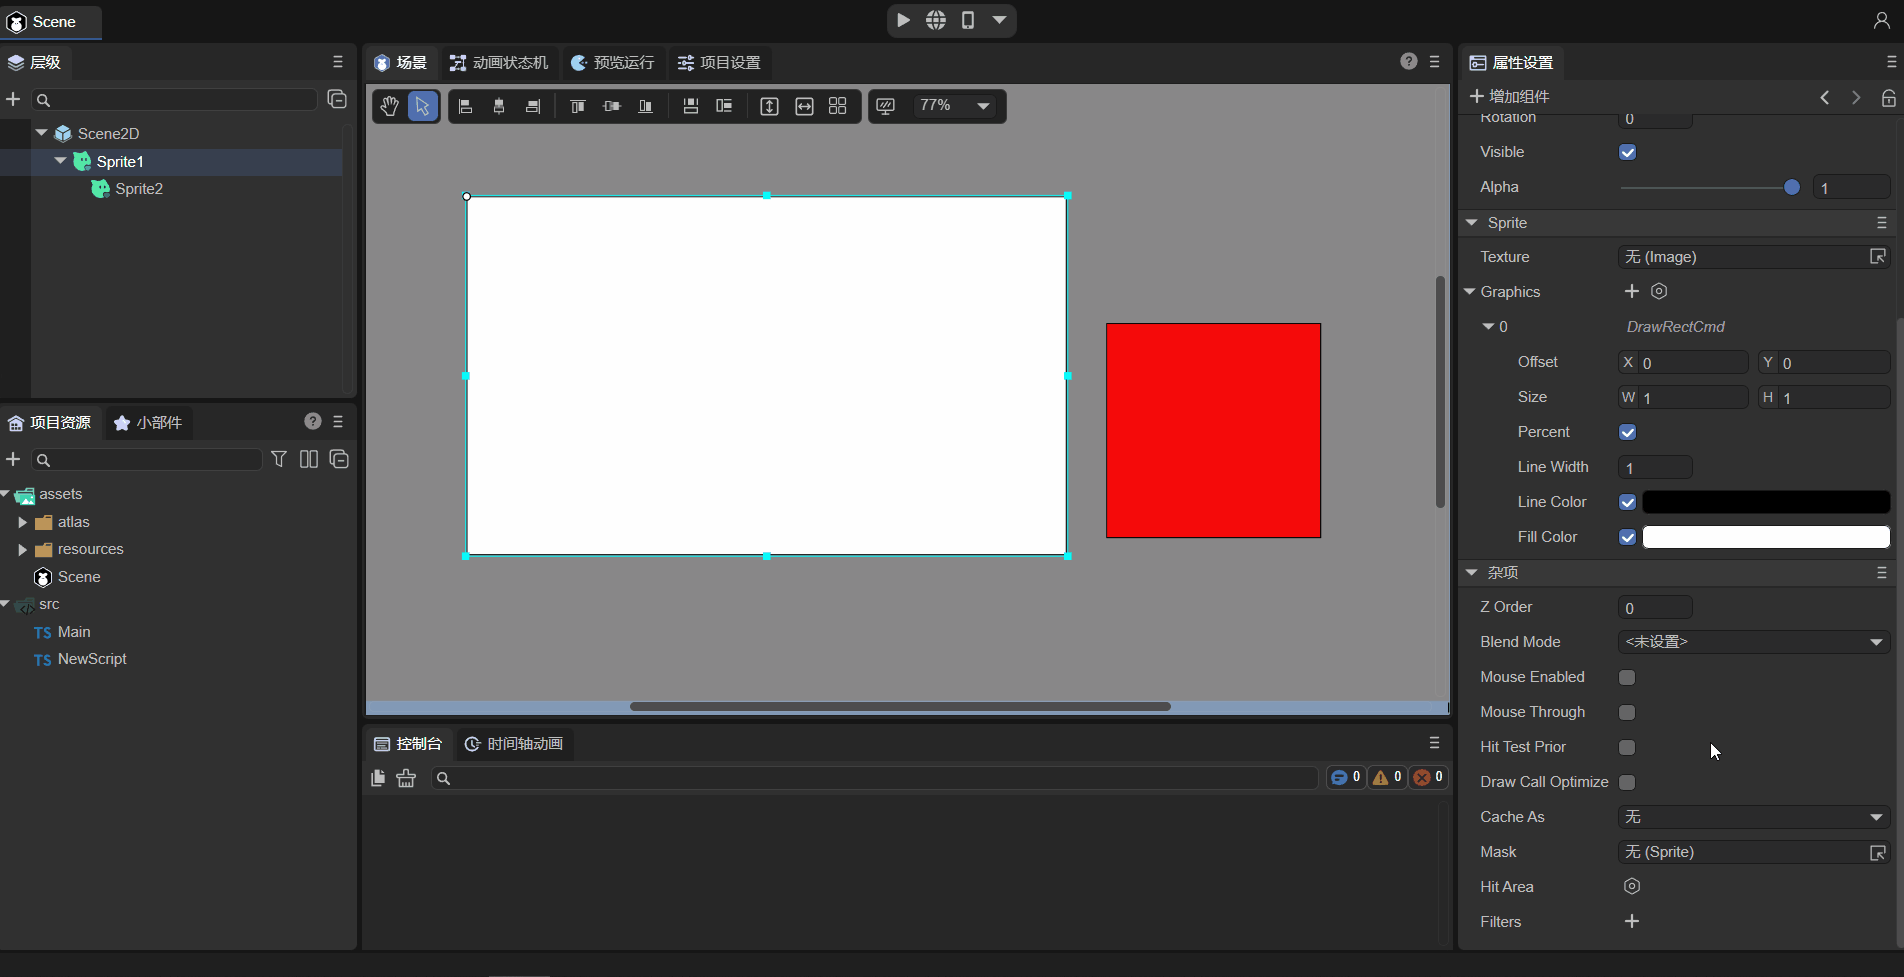 Scene
层级
Scene2D
Sprite1
Sprite2
项目资源
小部件
assets
atlas
resources
Scene
src
TS Main
TS NewScript
场景
动画状态机
预览运行
项目设置
77%
控制台
时间轴动画
0
0
0
属性设置
增加组件
Rotation 0
Visible
Alpha 1
Sprite
Texture 无 (Image)
Graphics
0 DrawRectCmd
Offset X 0 Y 0
Size W 1 H 1
Percent
Line Width 1
Line Color
Fill Color
杂项
Z Order 0
Blend Mode <未设置>
Mouse Enabled
Mouse Through
Hit Test Prior
Draw Call Optimize
Cache As 无
Mask 无 (Sprite)
Hit Area
Filters